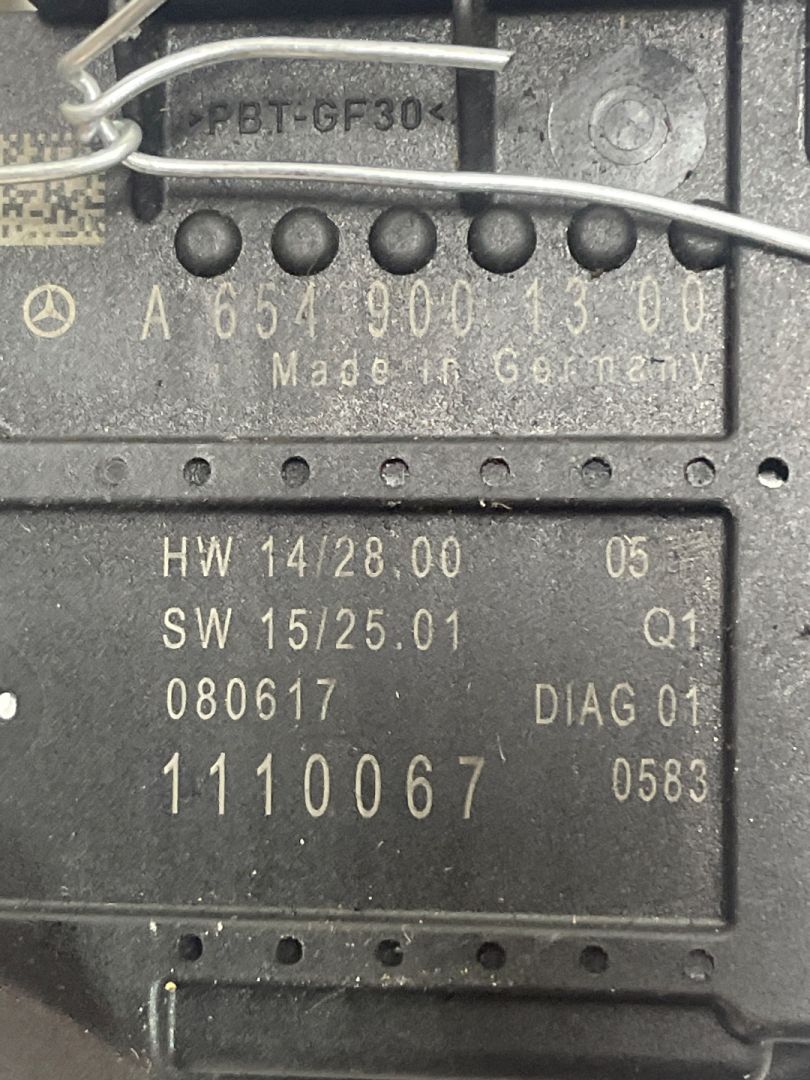 >PBT-GF30<
A 654 900 13 00
Made in Germany
HW 14/28.00 05
SW 15/25.01 Q1
080617 DIAG 01
1110067 0583